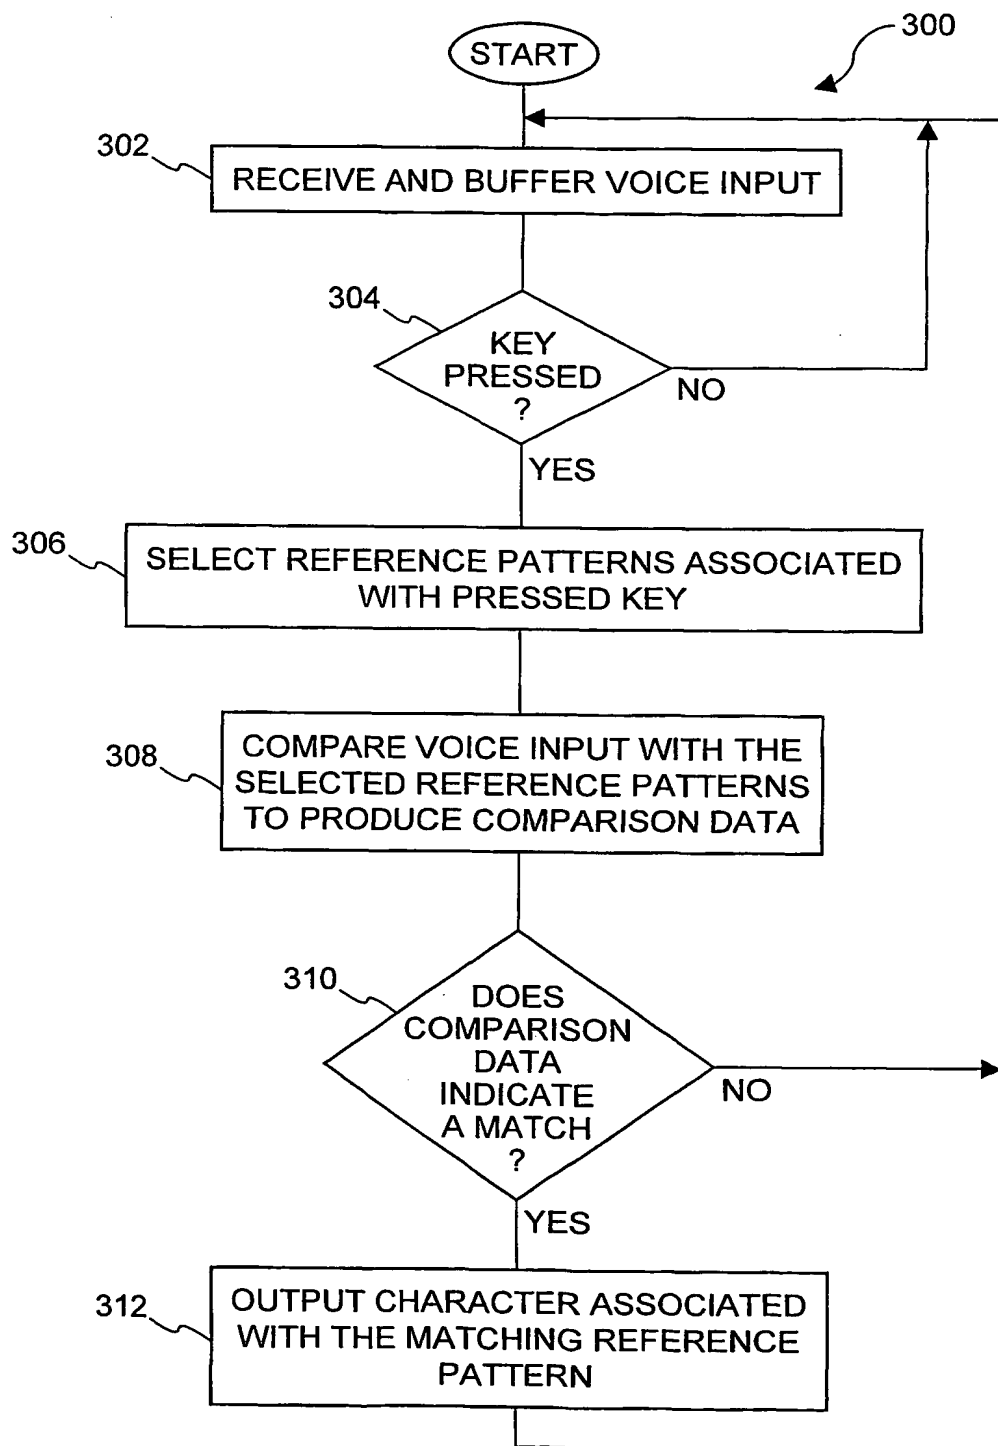 START
300
302
RECEIVE AND BUFFER VOICE INPUT
304
KEY
PRESSED
?
NO
YES
306
SELECT REFERENCE PATTERNS ASSOCIATED
WITH PRESSED KEY
308
COMPARE VOICE INPUT WITH THE
SELECTED REFERENCE PATTERNS
TO PRODUCE COMPARISON DATA
310
DOES
COMPARISON
DATA
INDICATE
A MATCH
?
NO
YES
312
OUTPUT CHARACTER ASSOCIATED
WITH THE MATCHING REFERENCE
PATTERN